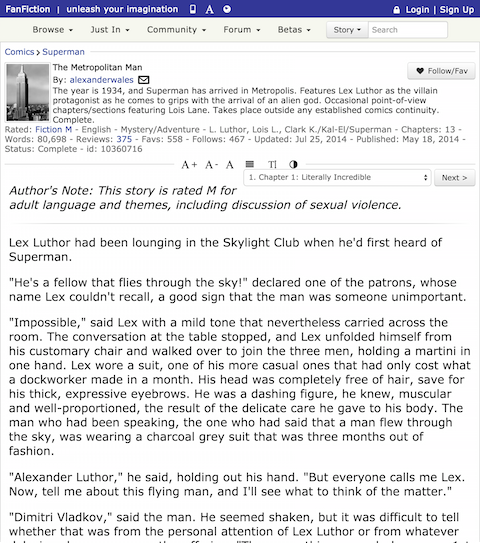 FanFiction | unleash your imagination A Login | Sign Up
Browse Just In Community Forum Betas Story Search
Comics Superman
The Metropolitan Man
Follow/Fav
By: alexanderwales
The year is 1934, and Superman has arrived in Metropolis. Features Lex Luthor as the villain
protagonist as he comes to grips with the arrival of an alien god. Occasional point-of-view
chapters/sections featuring Lois Lane. Takes place outside any established comics continuity.
Complete.
Rated: Fiction M - English - Mystery/Adventure - L. Luthor, Lois L., Clark K./Kal-El/Superman - Chapters: 13 -
Words: 80,698 - Reviews: 375 - Favs: 558 - Follows: 467 - Updated: Jul 25, 2014 - Published: May 18, 2014 -
Status: Complete - id: 10360716
A+ A- A TI
1. Chapter 1: Literally Incredible Next >
Author's Note: This story is rated M for
adult language and themes, including discussion of sexual violence.
Lex Luthor had been lounging in the Skylight Club when he'd first heard of
Superman.
"He's a fellow that flies through the sky!" declared one of the patrons, whose
name Lex couldn't recall, a good sign that the man was someone unimportant.
"Impossible," said Lex with a mild tone that nevertheless carried across the
room. The conversation at the table stopped, and Lex unfolded himself from
his customary chair and walked over to join the three men, holding a martini in
one hand. Lex wore a suit, one of his more casual ones that had only cost what
a dockworker made in a month. His head was completely free of hair, save for
his thick, expressive eyebrows. He was a dashing figure, he knew, muscular
and well-proportioned, the result of the delicate care he gave to his body. The
man who had been speaking, the one who had said that a man flew through
the sky, was wearing a charcoal grey suit that was three months out of
fashion.
"Alexander Luthor," he said, holding out his hand. "But everyone calls me Lex.
Now, tell me about this flying man, and I'll see what to think of the matter."
"Dimitri Vladkov," said the man. He seemed shaken, but it was difficult to tell
whether that was from the personal attention of Lex Luthor or from whatever